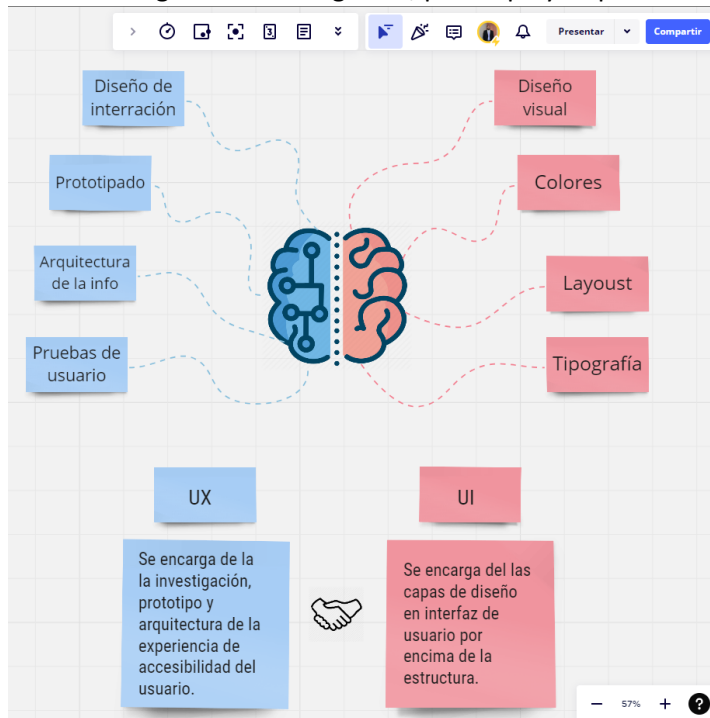 Presentar
Compartir
Diseño de
interración
Diseño
visual
Prototipado
Colores
Arquitectura
de la info
Layoust
Pruebas de
usuario
Tipografía
UX
UI
Se encarga de la
la investigación,
prototipo y
arquitectura de la
experiencia de
accesibilidad del
usuario.
Se encarga del las
capas de diseño
en interfaz de
usuario por
encima de la
estructura.
57%